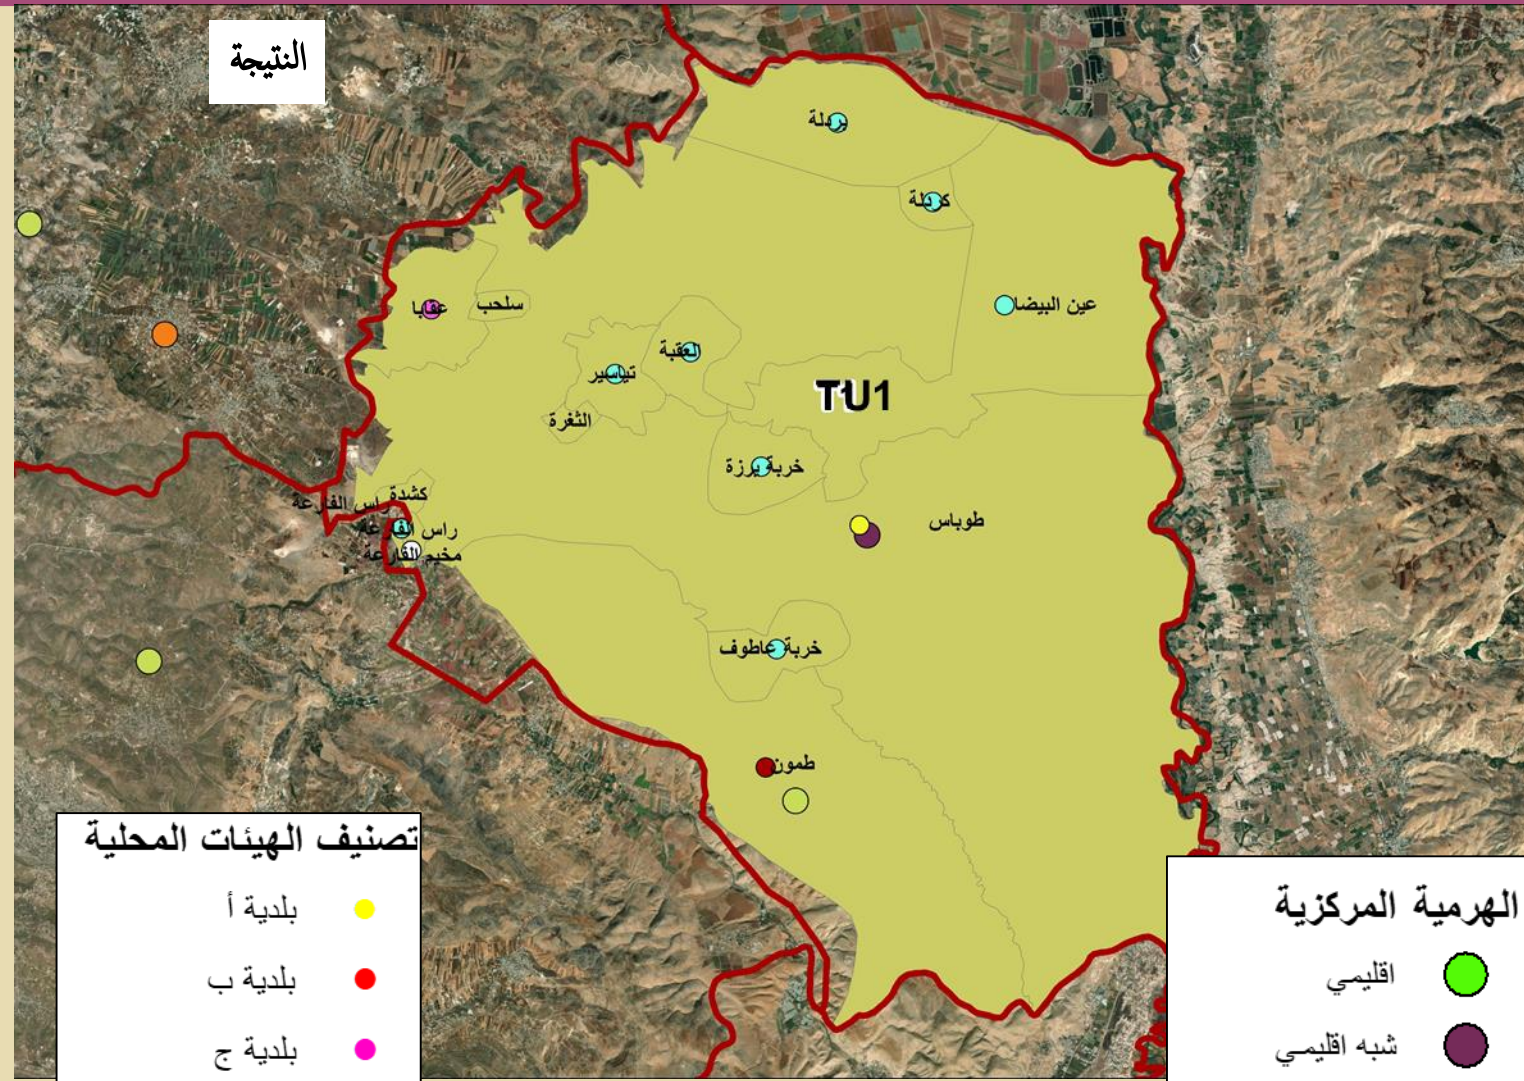 النتيجة
بردلة
كردلة
عقابا
سلحب
عين البيضا
العقبة
تياسير
TU1
الثغرة
خربة يرزة
كشدة
راس الفارعة
طوباس
راس الفارعة
مخيم الفارعة
خربة عاطوف
طمون
تصنيف الهيئات المحلية
بلدية أ
بلدية ب
بلدية ج
الهرمية المركزية
اقليمي
شبه اقليمي